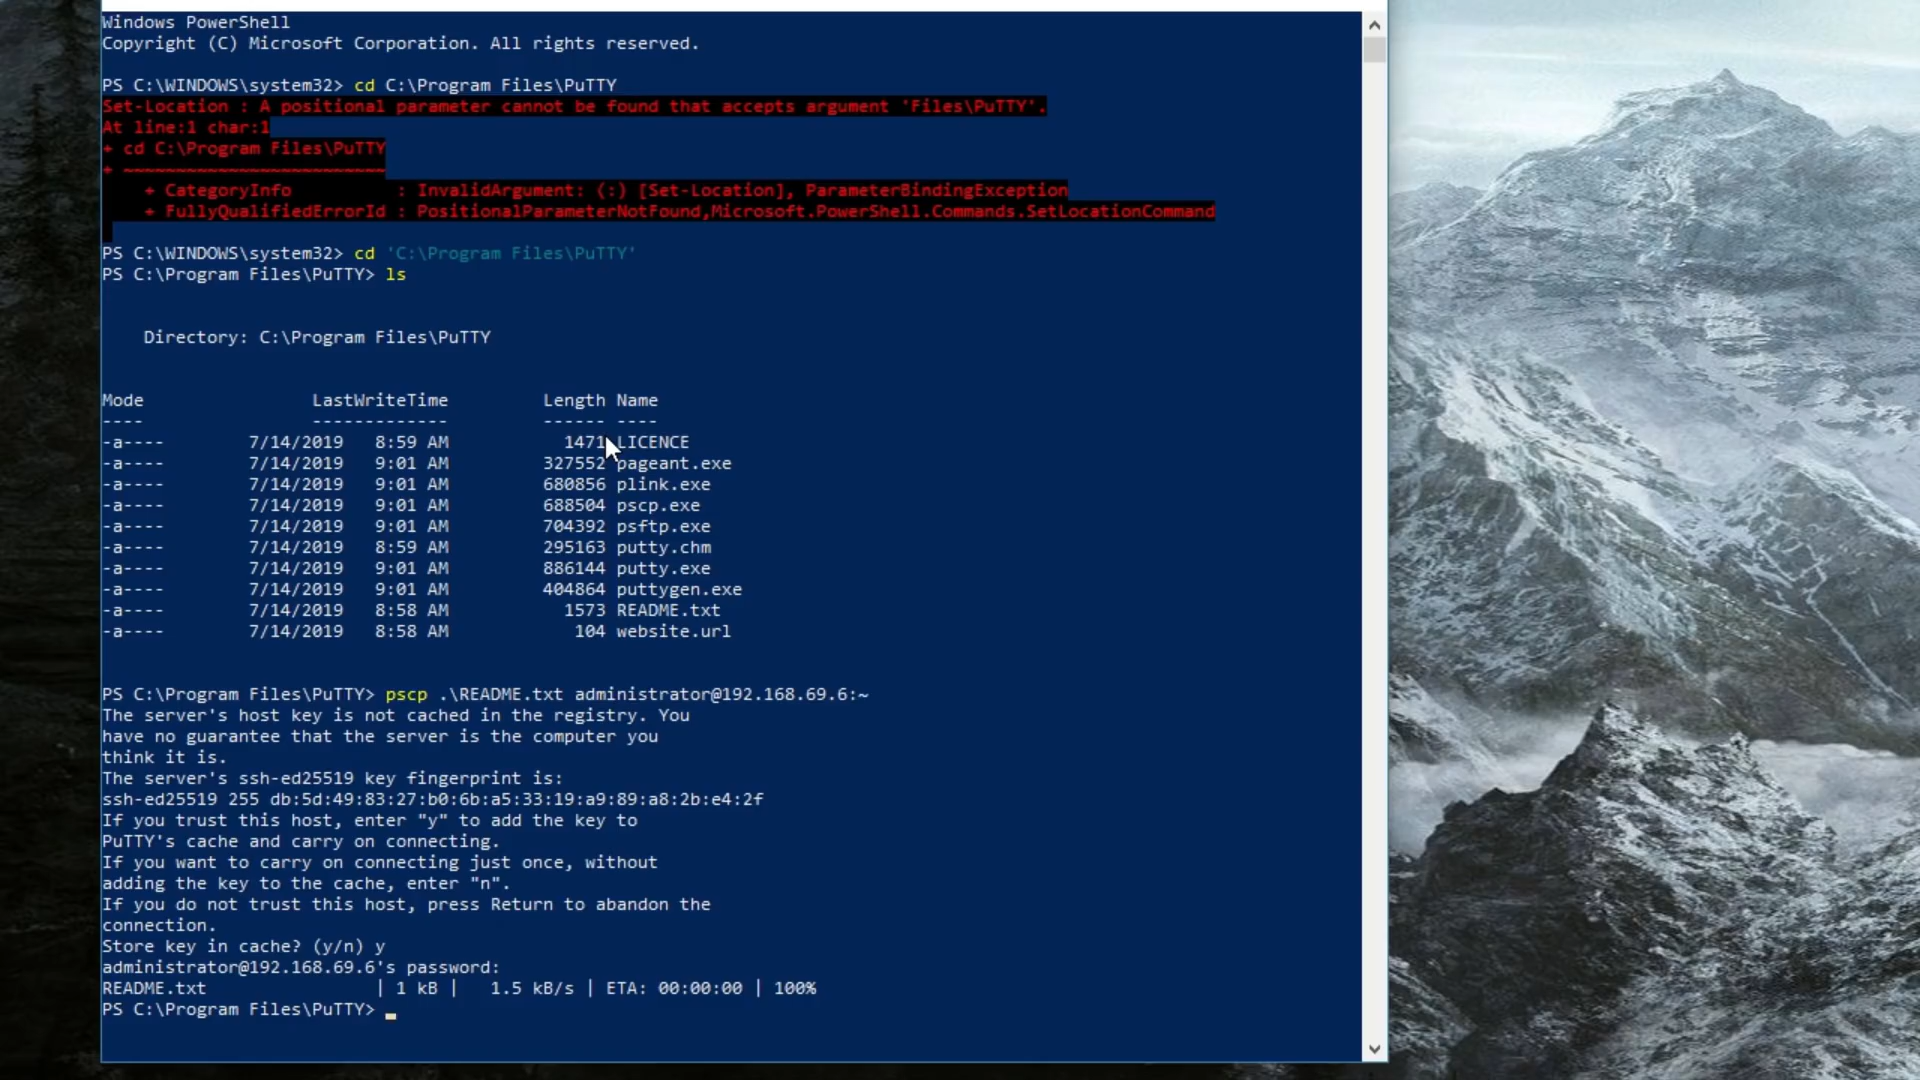 Windows PowerShell
Copyright (C) Microsoft Corporation. All rights reserved.
PS C:\WINDOWS\system32> cd C:\Program Files\PuTTY
Set-Location : A positional parameter cannot be found that accepts argument 'Files\PuTTY'.
At line:1 char:1
+ cd C:\Program Files\PuTTY
+ ~~~~~~~~~~~~~~~~~~~~~~~~~
+ CategoryInfo : InvalidArgument: (:) [Set-Location], ParameterBindingException
+ FullyQualifiedErrorId : PositionalParameterNotFound,Microsoft.PowerShell.Commands.SetLocationCommand
PS C:\WINDOWS\system32> cd 'C:\Program Files\PuTTY'
PS C:\Program Files\PuTTY> ls
Directory: C:\Program Files\PuTTY
Mode LastWriteTime Length Name
---- ------------- ------ ----
-a---- 7/14/2019 8:59 AM 1471 LICENCE
-a---- 7/14/2019 9:01 AM 327552 pageant.exe
-a---- 7/14/2019 9:01 AM 680856 plink.exe
-a---- 7/14/2019 9:01 AM 688504 pscp.exe
-a---- 7/14/2019 9:01 AM 704392 psftp.exe
-a---- 7/14/2019 8:59 AM 295163 putty.chm
-a---- 7/14/2019 9:01 AM 886144 putty.exe
-a---- 7/14/2019 9:01 AM 404864 puttygen.exe
-a---- 7/14/2019 8:58 AM 1573 README.txt
-a---- 7/14/2019 8:58 AM 104 website.url
PS C:\Program Files\PuTTY> pscp .\README.txt administrator@192.168.69.6:~
The server's host key is not cached in the registry. You
have no guarantee that the server is the computer you
think it is.
The server's ssh-ed25519 key fingerprint is:
ssh-ed25519 255 db:5d:49:83:27:b0:6b:a5:33:19:a9:89:a8:2b:e4:2f
If you trust this host, enter "y" to add the key to
PuTTY's cache and carry on connecting.
If you want to carry on connecting just once, without
adding the key to the cache, enter "n".
If you do not trust this host, press Return to abandon the
connection.
Store key in cache? (y/n) y
administrator@192.168.69.6's password:
README.txt | 1 kB | 1.5 kB/s | ETA: 00:00:00 | 100%
PS C:\Program Files\PuTTY>